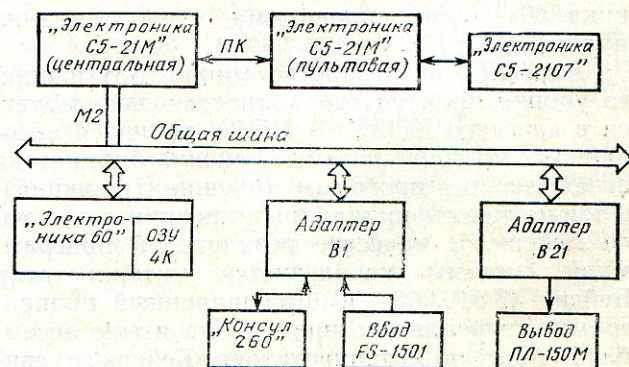 „Электроника
С5-21М"
(центральная)
ПК
„Электроника
С5-21М"
(пультовая)
„Электроника
С5-2107"
М2
Общая шина
„Электро-
ника 60"
ОЗУ
4К
Адаптер
В1
Адаптер
В21
„Консул
260"
Ввод
FS-1501
Вывод
ПЛ-150М